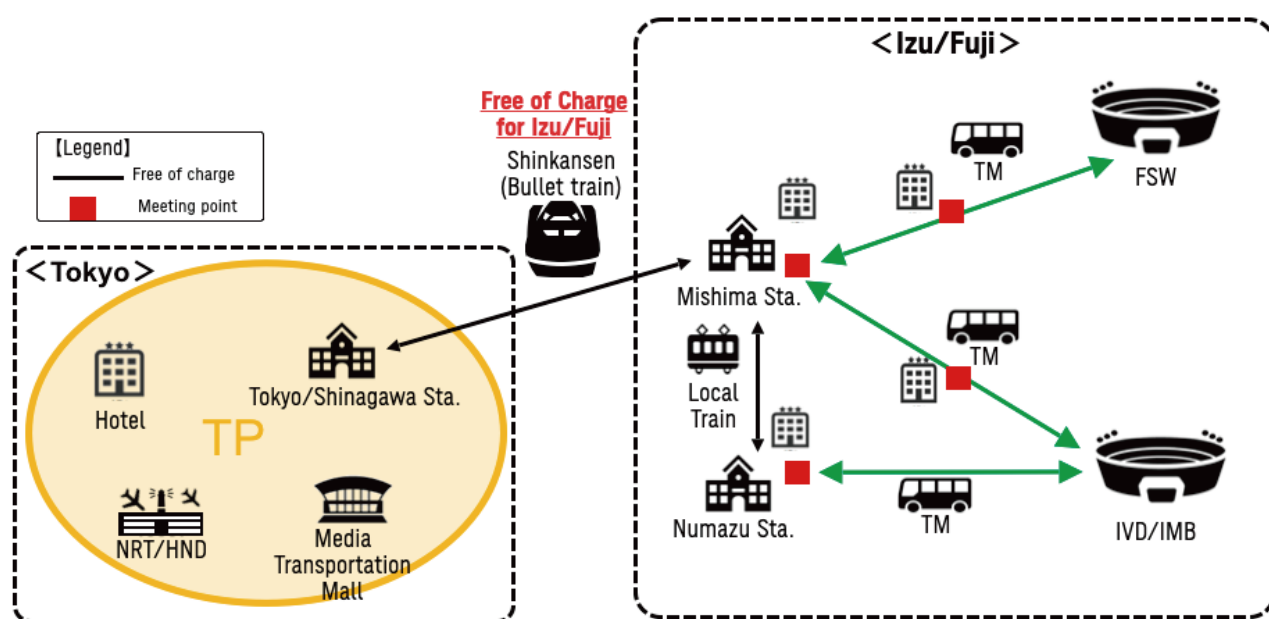 <Izu/Fuji>
Free of Charge
for Izu/Fuji
Shinkansen
(Bullet train)
【Legend】
Free of charge
Meeting point
TM
FSW
<Tokyo>
Mishima Sta.
TM
Hotel
Tokyo/Shinagawa Sta.
Local
Train
TP
NRT/HND
Media
Transportation
Mall
Numazu Sta.
TM
IVD/IMB